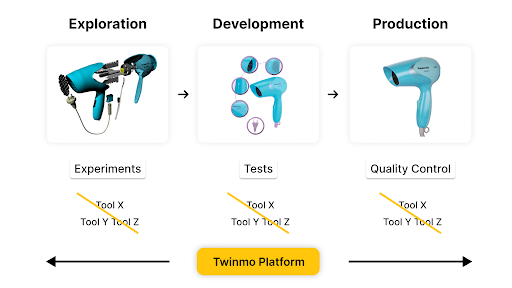 Exploration
Development
Production
Experiments
Tests
Quality Control
Tool X
Tool Y Tool Z
Tool X
Tool Y Tool Z
Tool X
Tool Y Tool Z
Twinmo Platform